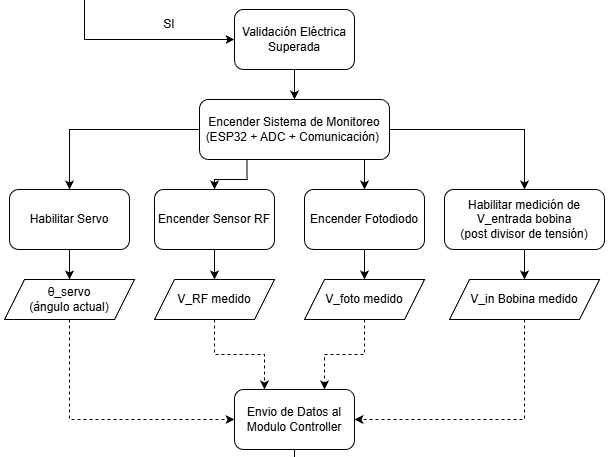 SI
Validación Eléctrica
Superada
Encender Sistema de Monitoreo
(ESP32 + ADC + Comunicación)
Habilitar Servo
Encender Sensor RF
Encender Fotodiodo
Habilitar medición de
V_entrada bobina
(post divisor de tensión)
θ_servo
(ángulo actual)
V_RF medido
V_foto medido
V_in Bobina medido
Envio de Datos al
Modulo Controller